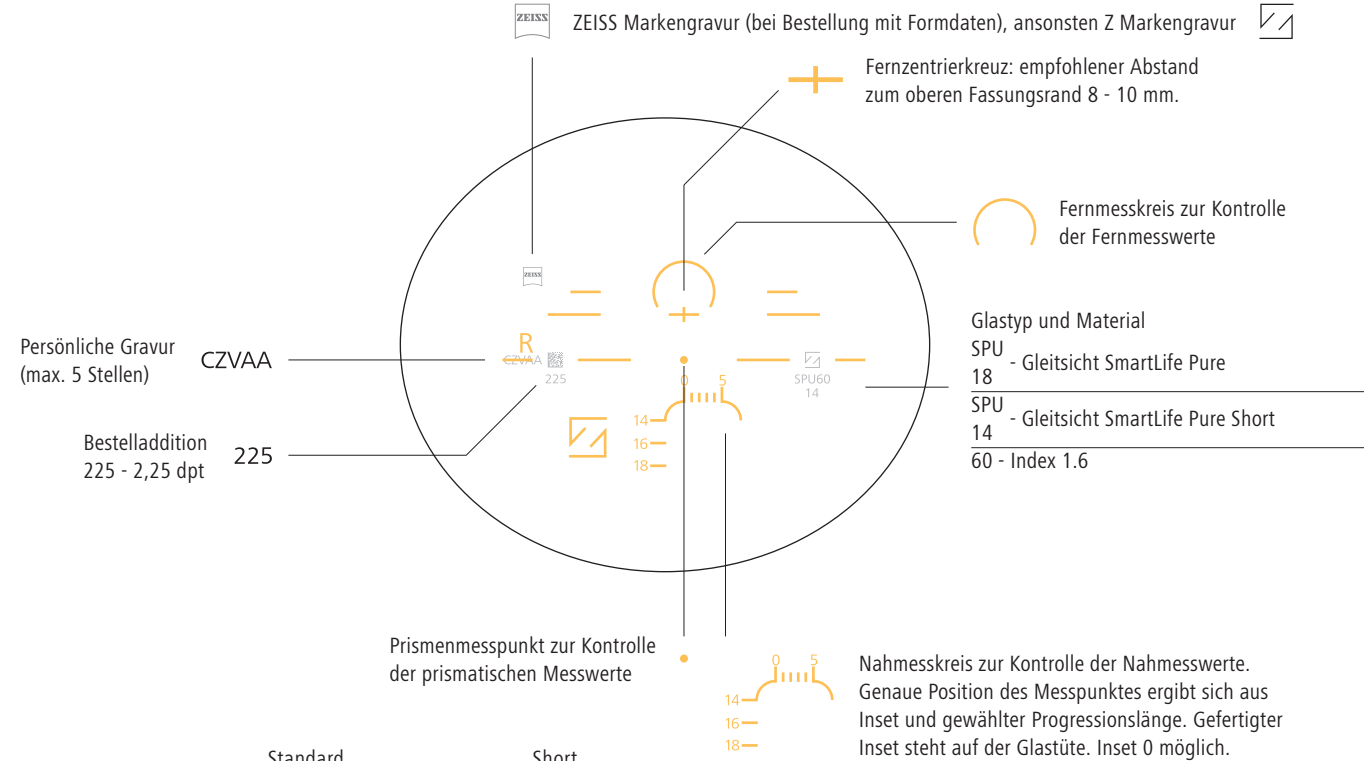 ZEISS
ZEISS Markengravur (bei Bestellung mit Formdaten), ansonsten Z Markengravur
Fernzentrierkreuz: empfohlener Abstand
zum oberen Fassungsrand 8 - 10 mm.
Fernmesskreis zur Kontrolle
der Fernmesswerte
ZEISS
Glastyp und Material
SPU
18
- Gleitsicht SmartLife Pure
SPU
14
- Gleitsicht SmartLife Pure Short
60 - Index 1.6
Persönliche Gravur
(max. 5 Stellen)
CZVAA
R
CZVAA
225
0 5
SPU60
14
14
16
18
Bestelladdition
225 - 2,25 dpt
225
Prismenmesspunkt zur Kontrolle
der prismatischen Messwerte
0 5
14
16
18
Nahmesskreis zur Kontrolle der Nahmesswerte.
Genaue Position des Messpunktes ergibt sich aus
Inset und gewählter Progressionslänge. Gefertigter
Inset steht auf der Glastüte. Inset 0 möglich.
Standard Short